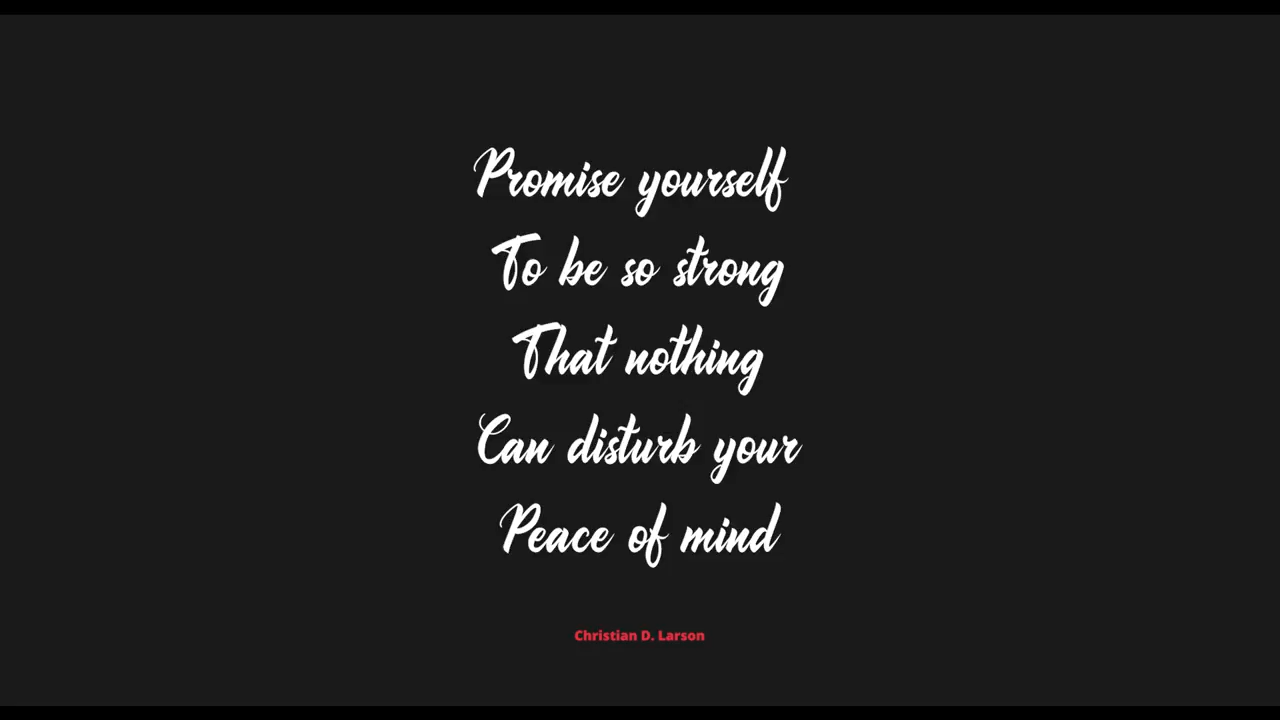 Promise yourself
To be so strong
That nothing
Can disturb your
Peace of mind
Christian D. Larson